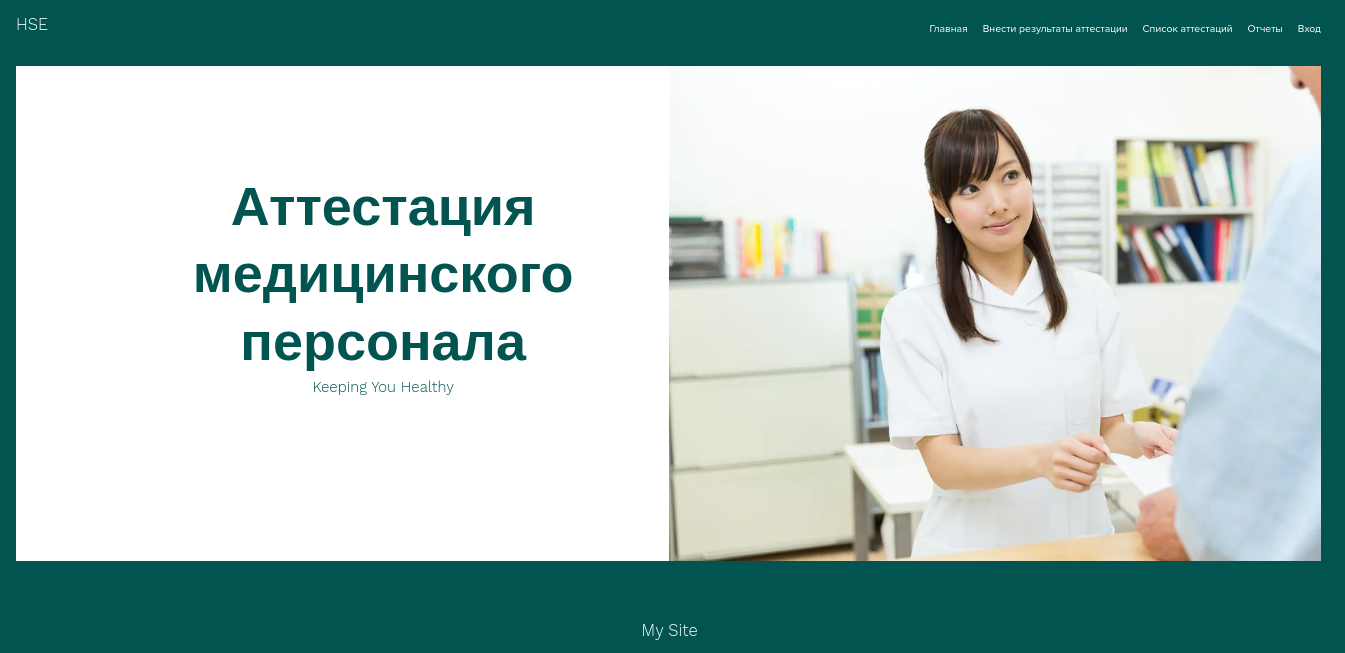 HSE
Главная Внести результаты аттестации Список аттестаций Отчеты Вход
Аттестация
медицинского
персонала
Keeping You Healthy
My Site